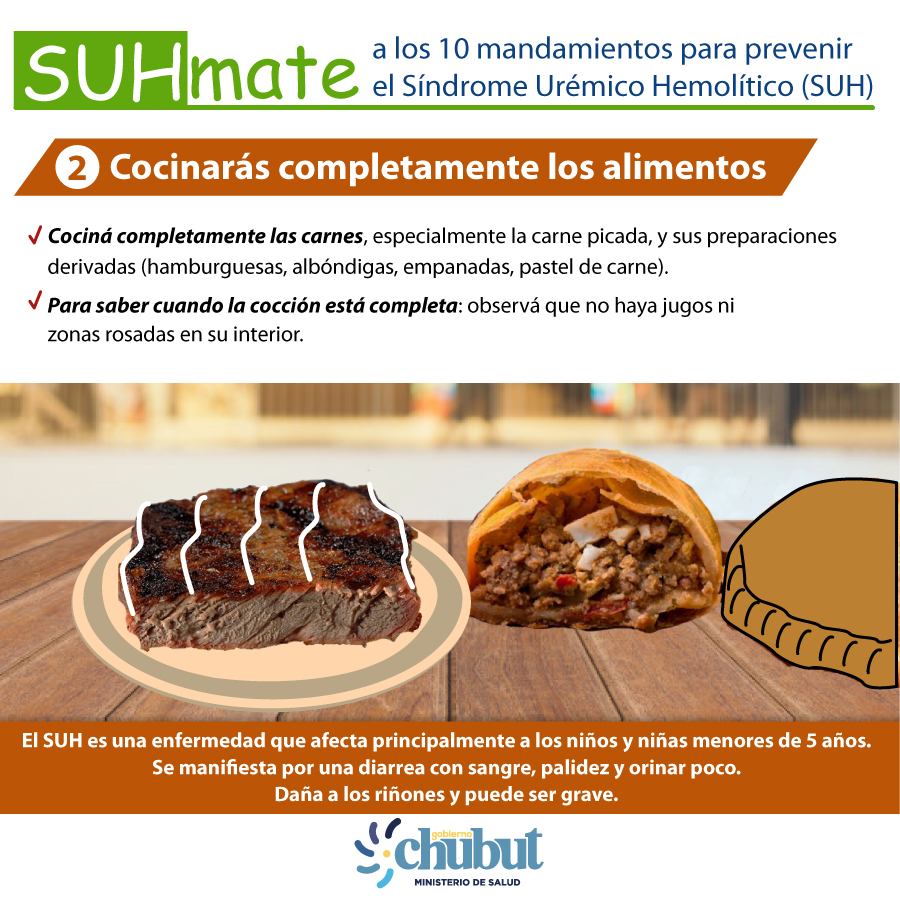 SUHmate
a los 10 mandamientos para prevenir
el Síndrome Urémico Hemolítico (SUH)
2 Cocinarás completamente los alimentos
Cociná completamente las carnes, especialmente la carne picada, y sus preparaciones
derivadas (hamburguesas, albóndigas, empanadas, pastel de carne).
Para saber cuando la cocción está completa: observá que no haya jugos ni
zonas rosadas en su interior.
El SUH es una enfermedad que afecta principalmente a los niños y niñas menores de 5 años.
Se manifiesta por una diarrea con sangre, palidez y orinar poco.
Daña a los riñones y puede ser grave.
gobierno
chubut
MINISTERIO DE SALUD